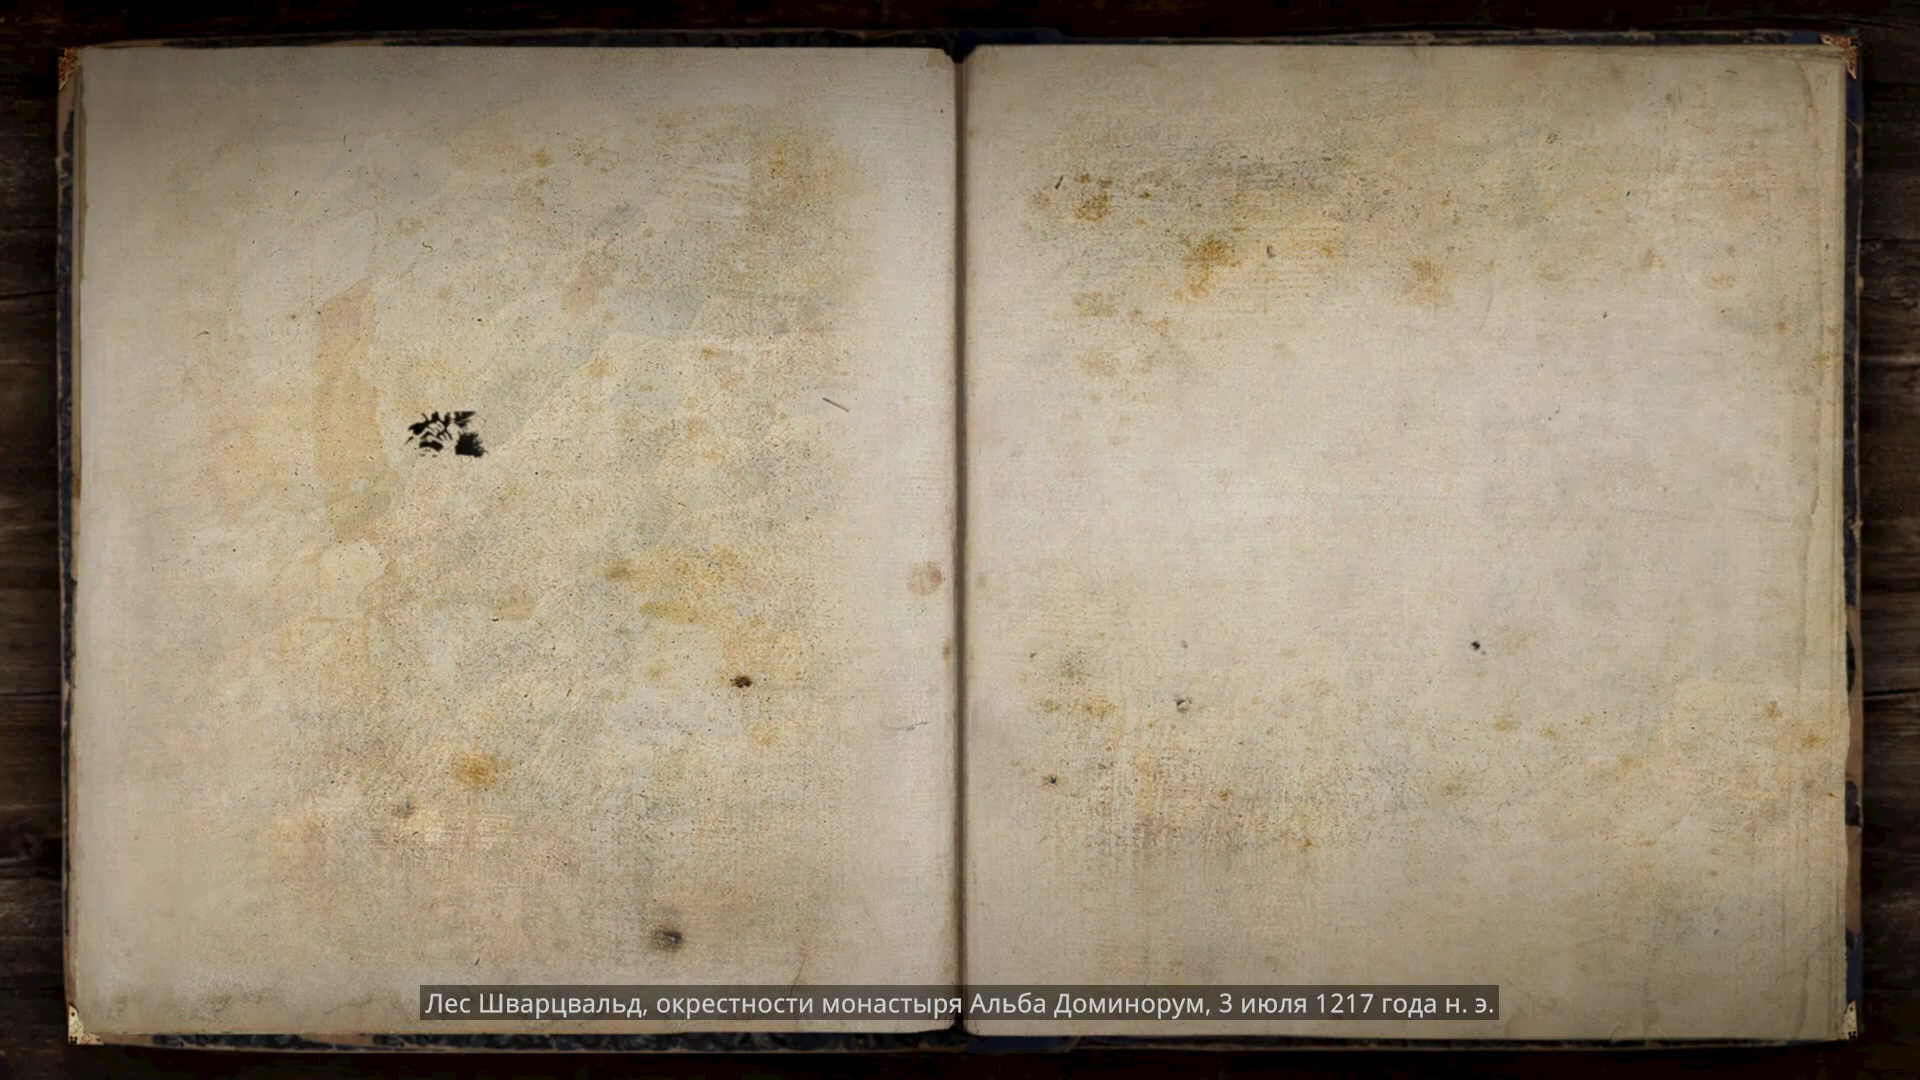 Лес Шварцвальд, окрестности монастыря Альба Доминорум, 3 июля 1217 года н. э.